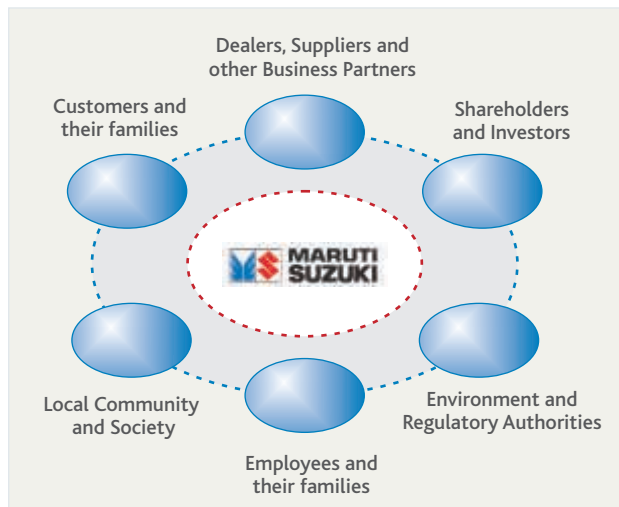 Dealers, Suppliers and
other Business Partners
Customers and
their families
Shareholders
and Investors
MARUTI
SUZUKI
Local Community
and Society
Environment and
Regulatory Authorities
Employees and
their families